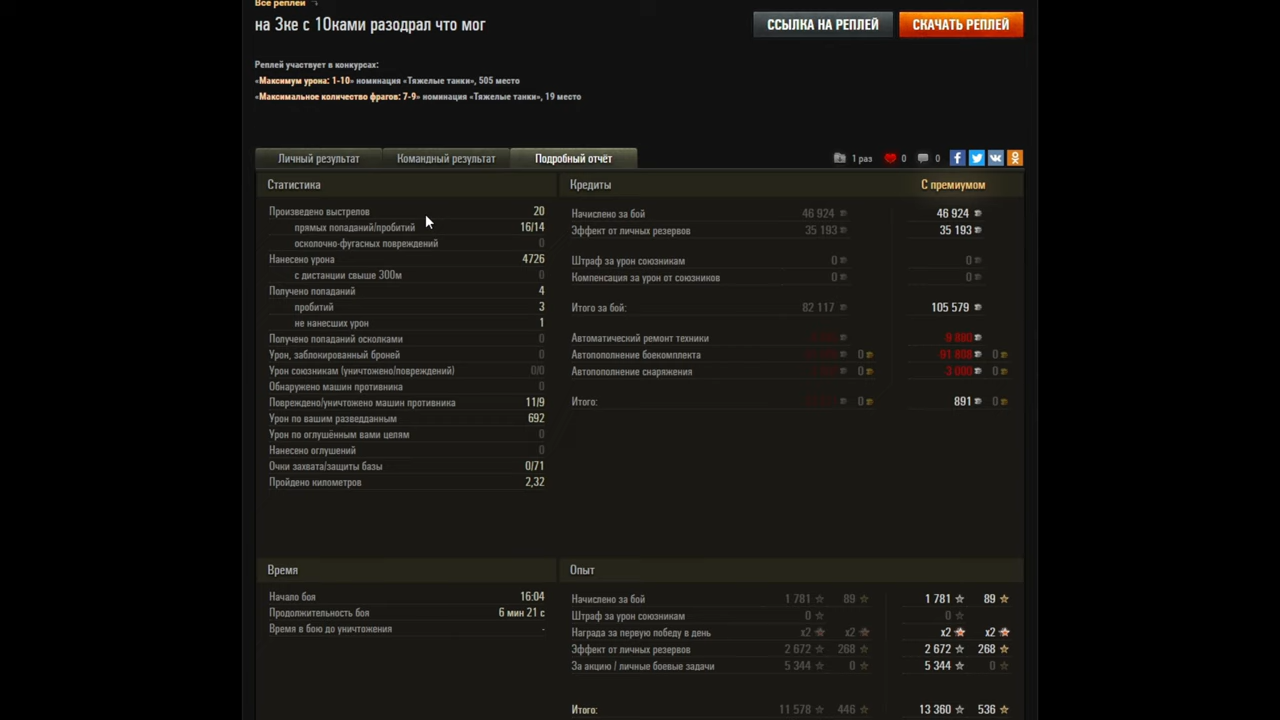 Все реплеи
на 3ке с 10ками разодрал что мог
ССЫЛКА НА РЕПЛЕЙ
СКАЧАТЬ РЕПЛЕЙ
Реплей участвует в конкурсах:
«Максимум урона: 1-10» номинация «Тяжелые танки», 505 место
«Максимальное количество фрагов: 7-9» номинация «Тяжелые танки», 19 место
Личный результат
Командный результат
Подробный отчёт
1 раз 0 0
Статистика
Произведено выстрелов 20
прямых попаданий/пробитий 16/14
осколочно-фугасных повреждений 0
Нанесено урона 4726
с дистанции свыше 300м 0
Получено попаданий 4
пробитий 3
не нанесших урон 1
Получено попаданий осколками 0
Урон, заблокированный броней 0
Урон союзникам (уничтожено/повреждений) 0/0
Обнаружено машин противника 0
Повреждено/уничтожено машин противника 11/9
Урон по вашим разведданным 692
Урон по оглушённым вами целям 0
Нанесено оглушений 0
Очки захвата/защиты базы 0/71
Пройдено километров 2,32
Кредиты С премиумом
Начислено за бой 46 924 46 924
Эффект от личных резервов 35 193 35 193
Штраф за урон союзникам 0 0
Компенсация за урон от союзников 0 0
Итого за бой: 82 117 105 579
Автоматический ремонт техники 9 880
Автопополнение боекомплекта 0 91 808 0
Автопополнение снаряжения 0 3 000 0
Итого: 0 891 0
Время
Начало боя 16:04
Продолжительность боя 6 мин 21 с
Время в бою до уничтожения -
Опыт
Начислено за бой 1 781 89 1 781 89
Штраф за урон союзникам 0 0
Награда за первую победу в день x2 x2 x2 x2
Эффект от личных резервов 2 672 268 2 672 268
За акцию / личные боевые задачи 5 344 0 5 344 0
Итого: 11 578 446 13 360 536